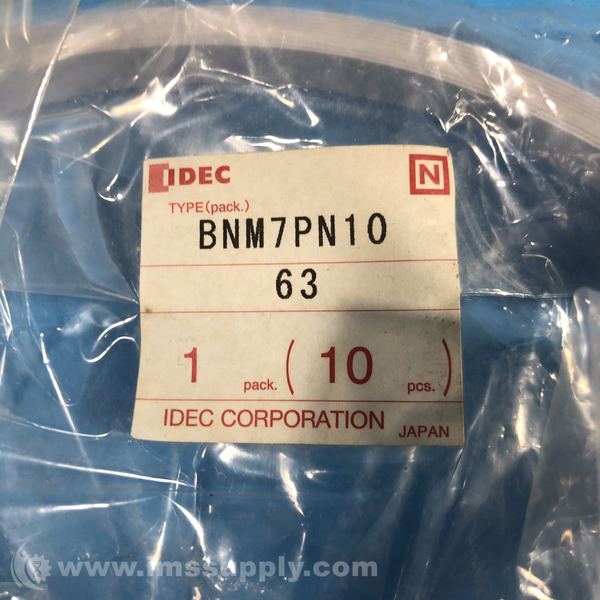 IDEC
N
TYPE(pack.)
BNM7PN10
63
1 pack. ( 10 pcs. )
IDEC CORPORATION JAPAN
www.imssupply.com